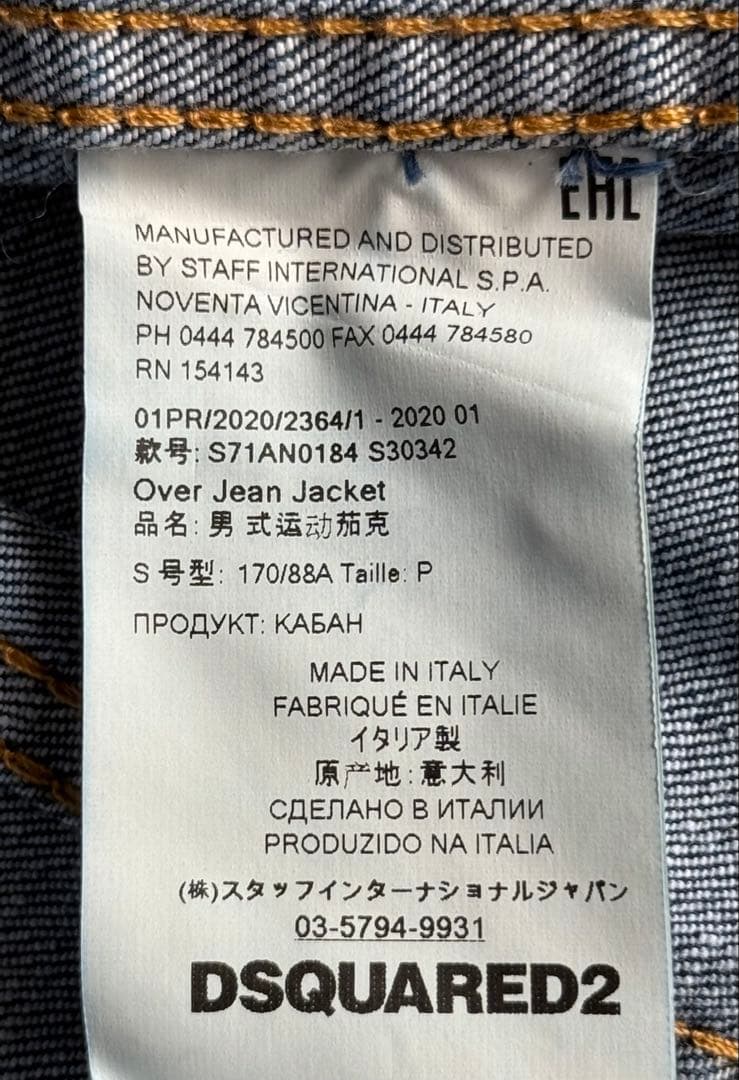 EAC
MANUFACTURED AND DISTRIBUTED
BY STAFF INTERNATIONAL S.P.A.
NOVENTA VICENTINA - ITALY
PH 0444 784500 FAX 0444 784580
RN 154143
01PR/2020/2364/1 - 2020 01
款号: S71AN0184 S30342
Over Jean Jacket
品名: 男 式运动茄克
S 号型: 170/88A Taille: P
ПРОДУКТ: КАБАН
MADE IN ITALY
FABRIQUÉ EN ITALIE
イタリア製
原产地: 意大利
СДЕЛАНО В ИТАЛИИ
PRODUZIDO NA ITALIA
(株)スタッフインターナショナルジャパン
03-5794-9931
DSQUARED2